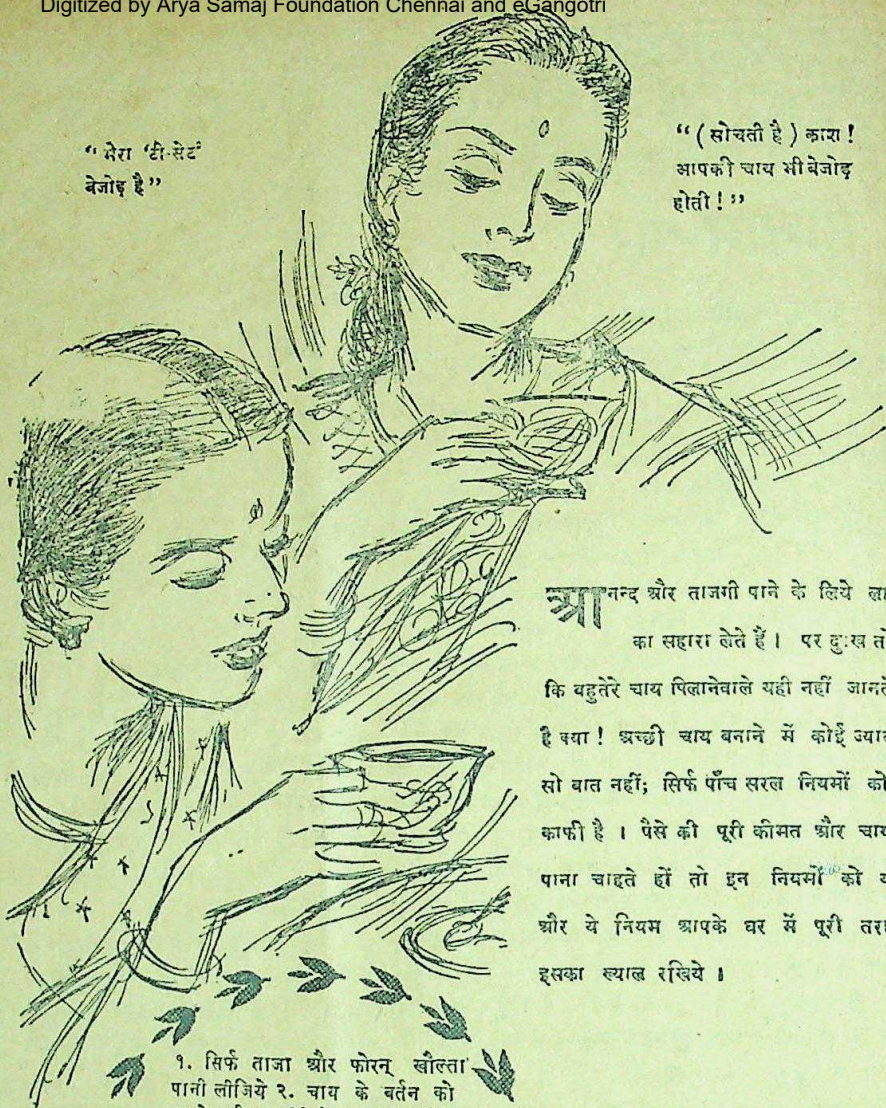 Digitized by Arya Samaj Foundation Chennai and eGangotri
“ मेरा ‘टी-सेट’
बेजोड़ है ”
“ ( सोचती है ) काश !
आपकी चाय भी बेजोड़
होती ! ”
आनन्द और ताजगी पाने के लिये
का सहारा लेते हैं । पर दुःख
कि बहुतेरे चाय पिलानेवाले यही नहीं जानते
है क्या ! अच्छी चाय बनाने में कोई
सो बात नहीं; सिर्फ पाँच सरल नियमों को
काफी है । पैसे की पूरी कीमत और चाय
पाना चाहते हों तो इन नियमों को
और ये नियम आपके घर में पूरी
इसका ख्याल रखिये ।
१. सिर्फ ताजा और फोरन् खौल्ता
पानी लीजिये २. चाय के बर्तन को